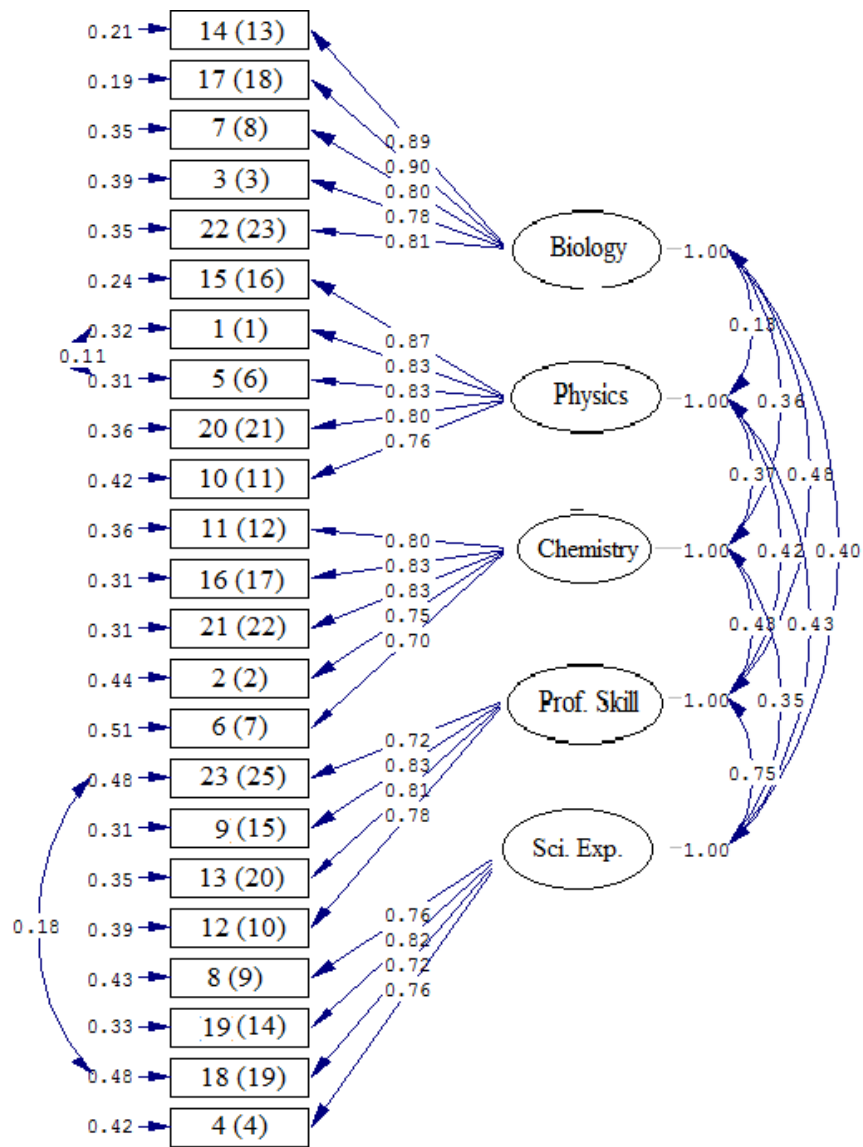 0.21 14 (13)
0.19 17 (18)
0.35 7 (8)
0.89
0.90
0.39 3 (3) 0.80
0.78
0.35 22 (23) 0.81 Biology 1.00
0.24 15 (16)
0.32 1 (1) 0.87
0.11 0.83
0.31 5 (6) 0.83 Physics 1.00 0.36
0.36 20 (21) 0.80
0.76
0.42 10 (11) 0.37 0.48
0.36 11 (12) 0.80 Chemistry 1.00 0.42 0.40
0.31 16 (17) 0.83
0.83
0.31 21 (22) 0.75 0.43
0.70
0.44 2 (2)
0.51 6 (7) Prof. Skill 1.00 0.35
0.72
0.48 23 (25) 0.83 0.75
0.81
0.31 9 (15) 0.78
0.35 13 (20) Sci. Exp. 1.00
0.18 0.39 12 (10) 0.76
0.82
0.43 8 (9) 0.72
0.76
0.33 19 (14)
0.48 18 (19)
0.42 4 (4)